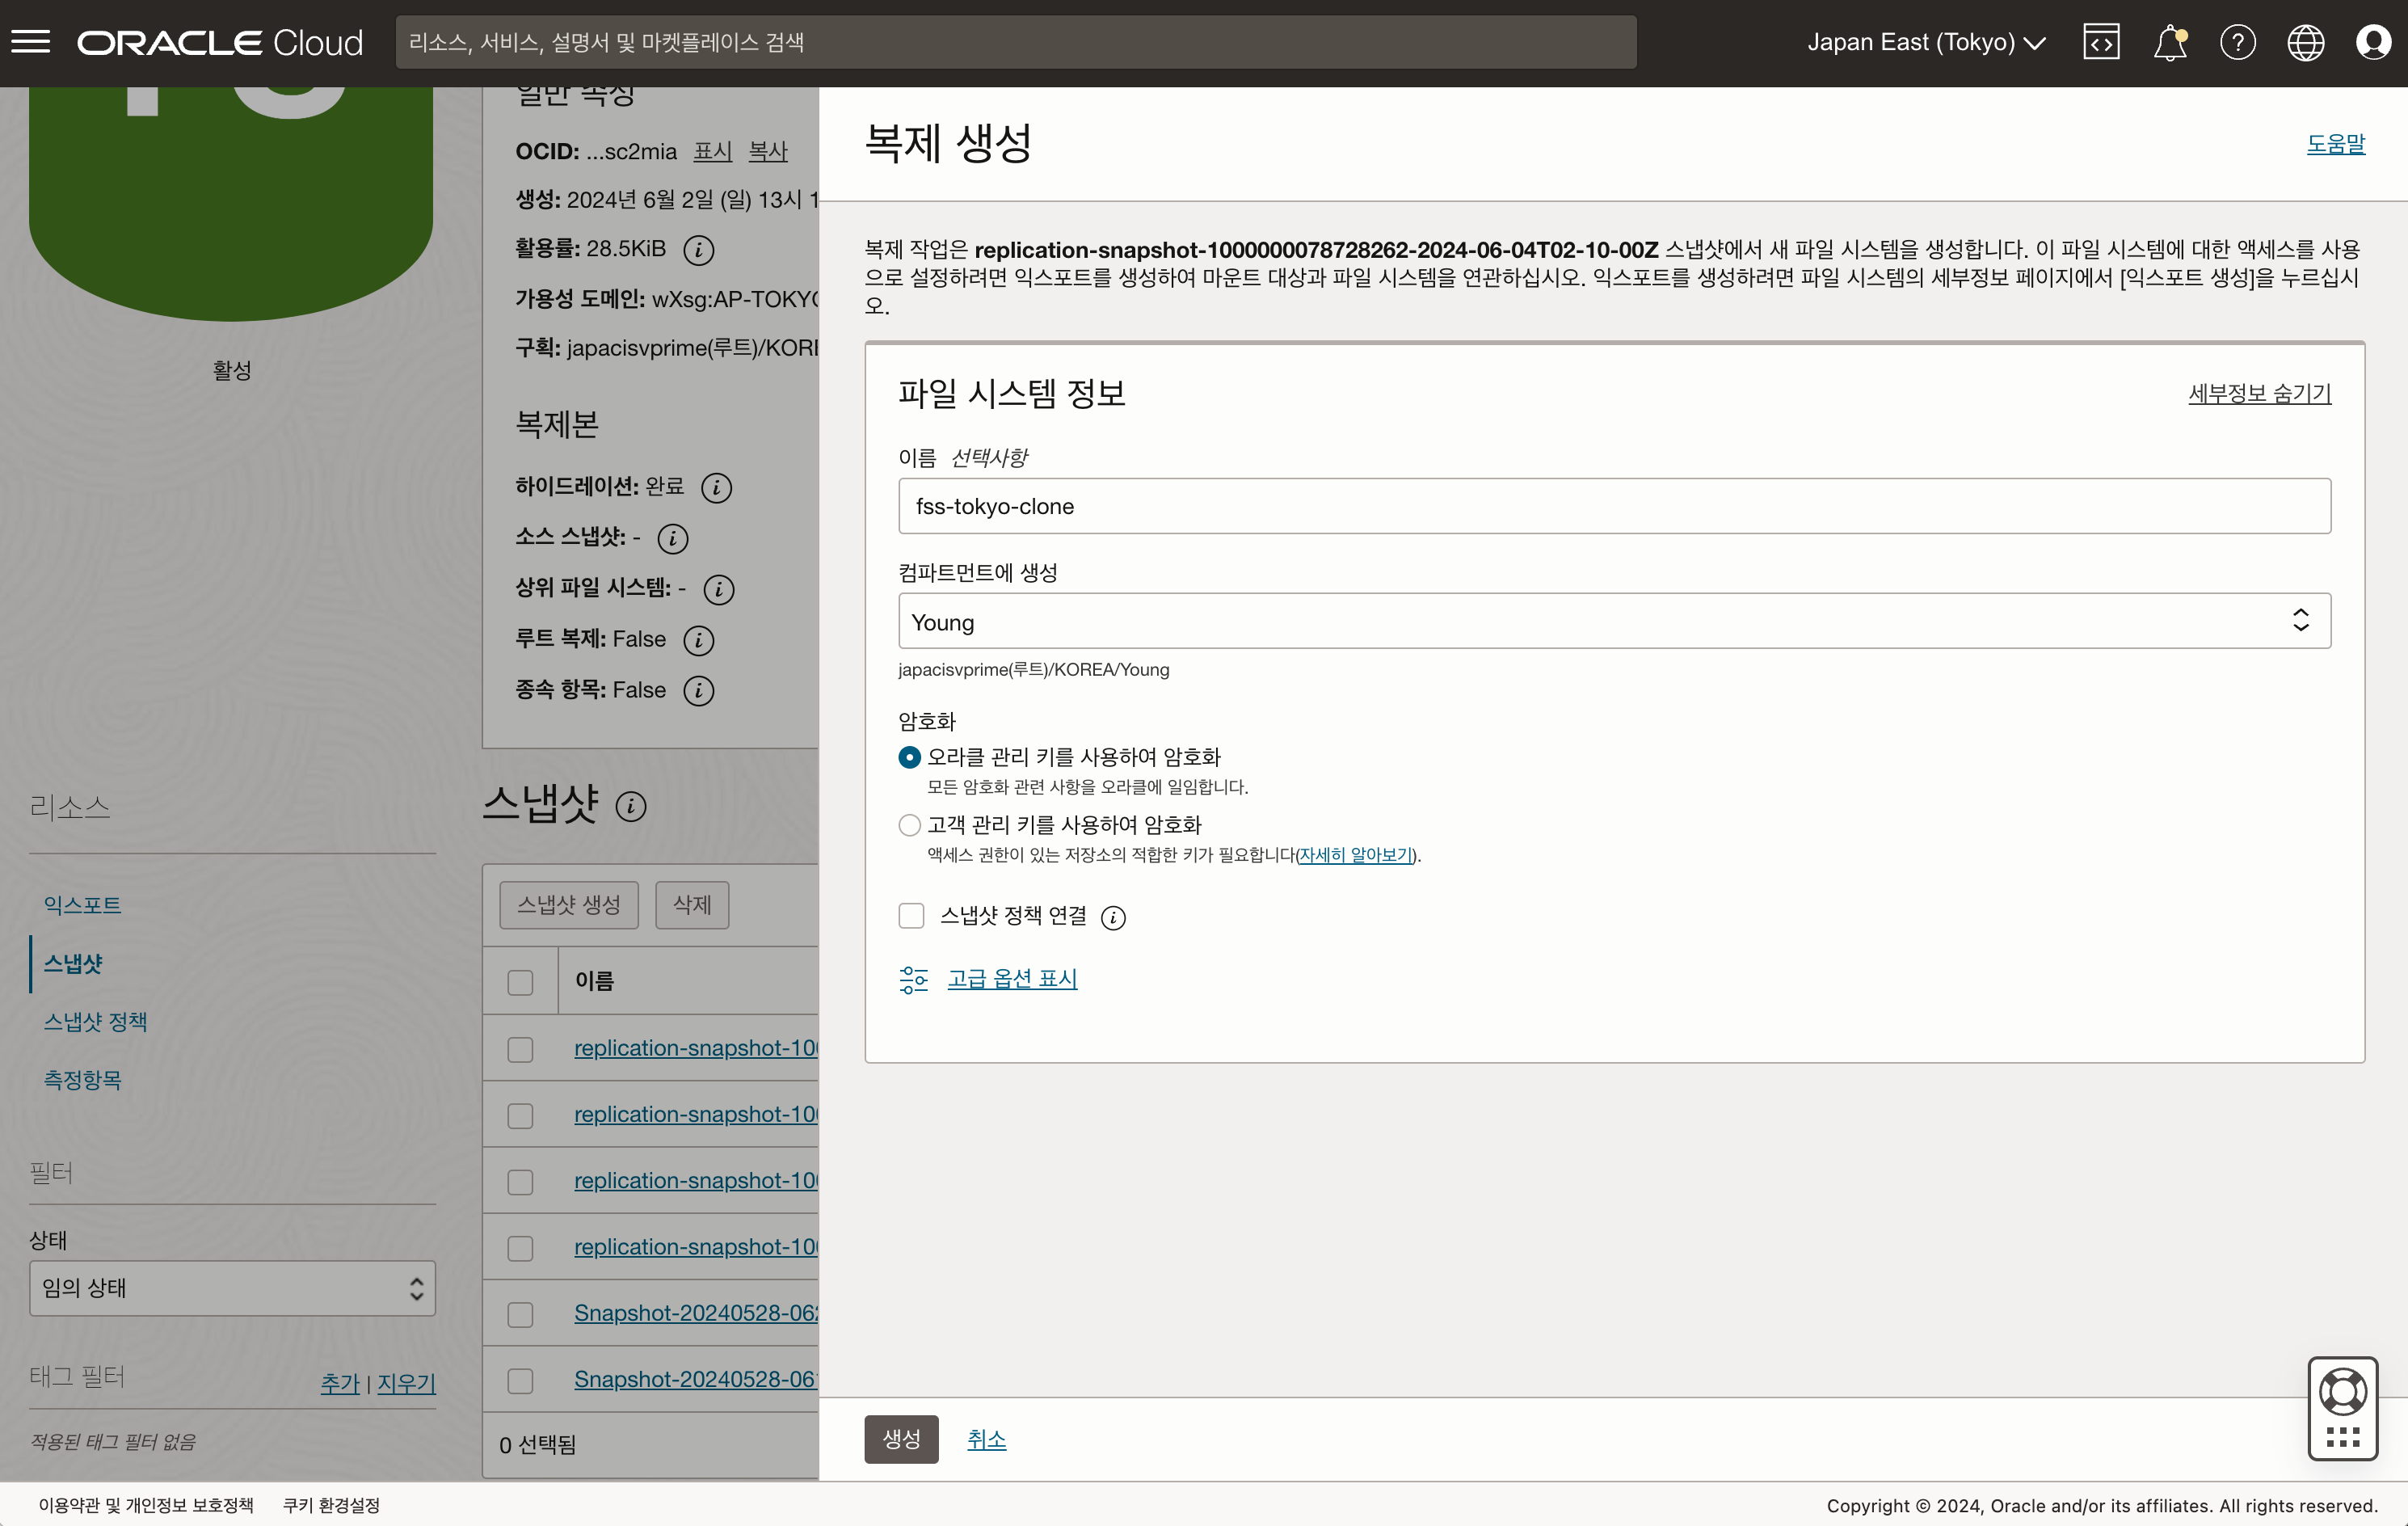 ORACLE Cloud
리소스, 서비스, 설명서 및 마켓플레이스 검색
Japan East (Tokyo)
활성
리소스
익스포트
스냅샷
스냅샷 정책
측정항목
필터
상태
임의 상태
태그 필터
추가 | 지우기
적용된 태그 필터 없음
일반 속성
OCID: ...sc2mia 표시 복사
생성: 2024년 6월 2일 (일) 13시 1
활용률: 28.5KiB
가용성 도메인: wXsg:AP-TOKYO
구획: japacisvprime(루트)/KORE
복제본
하이드레이션: 완료
소스 스냅샷: -
상위 파일 시스템: -
루트 복제: False
종속 항목: False
스냅샷
스냅샷 생성 삭제
이름
replication-snapshot-100
replication-snapshot-100
replication-snapshot-100
replication-snapshot-100
Snapshot-20240528-062
Snapshot-20240528-061
0 선택됨
복제 생성
도움말
복제 작업은 replication-snapshot-1000000078728262-2024-06-04T02-10-00Z 스냅샷에서 새 파일 시스템을 생성합니다. 이 파일 시스템에 대한 액세스를 사용
으로 설정하려면 익스포트를 생성하여 마운트 대상과 파일 시스템을 연관하십시오. 익스포트를 생성하려면 파일 시스템의 세부정보 페이지에서 [익스포트 생성]을 누르십시
오.
파일 시스템 정보
세부정보 숨기기
이름 선택사항
fss-tokyo-clone
컴파트먼트에 생성
Young
japacisvprime(루트)/KOREA/Young
암호화
오라클 관리 키를 사용하여 암호화
모든 암호화 관련 사항을 오라클에 일임합니다.
고객 관리 키를 사용하여 암호화
액세스 권한이 있는 저장소의 적합한 키가 필요합니다(자세히 알아보기).
스냅샷 정책 연결
고급 옵션 표시
생성 취소
이용약관 및 개인정보 보호정책 쿠키 환경설정
Copyright © 2024, Oracle and/or its affiliates. All rights reserved.